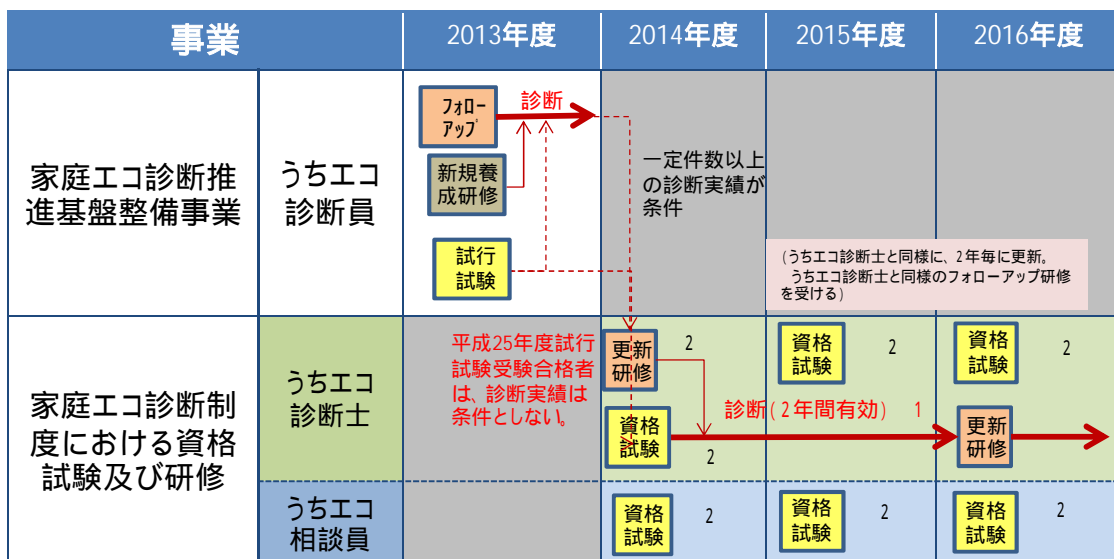 事業
2013年度
2014年度
2015年度
2016年度
家庭エコ診断推
進基盤整備事業
うちエコ
診断員
フォロー
アップ
診断
新規養
成研修
試行
試験
一定件数以上
の診断実績が
条件
(うちエコ診断士と同様に、2年毎に更新。
うちエコ診断士と同様のフォローアップ研修
を受ける)
家庭エコ診断制
度における資格
試験及び研修
うちエコ
診断士
平成25年度試行
試験受験合格者
は、診断実績は
条件としない。
更新
研修
2
資格
試験
2
資格
試験
2
資格
試験
2
診断(2年間有効) 1
更新
研修
うちエコ
相談員
資格
試験
2
資格
試験
2
資格
試験
2